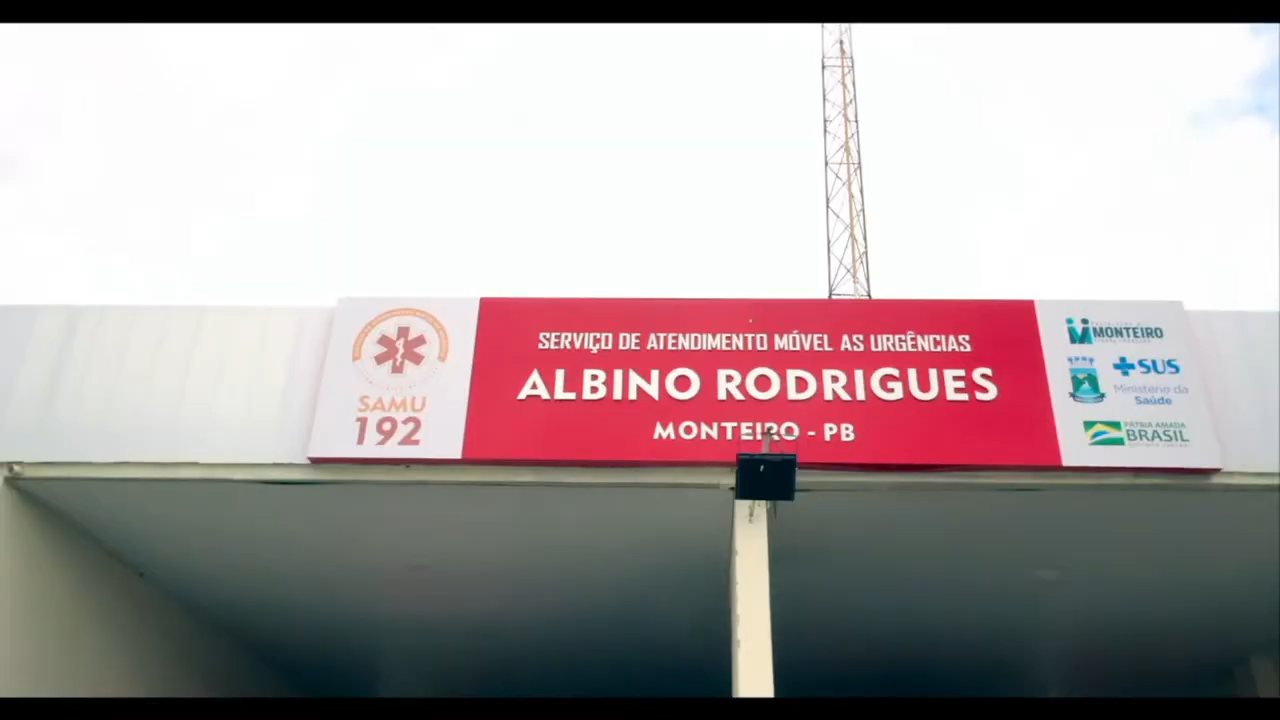 SAMU
192
SERVIÇO DE ATENDIMENTO MÓVEL AS URGÊNCIAS
ALBINO RODRIGUES
MONTEIRO - PB
MONTEIRO
SUS
Ministério da
Saúde
PÁTRIA AMADA
BRASIL